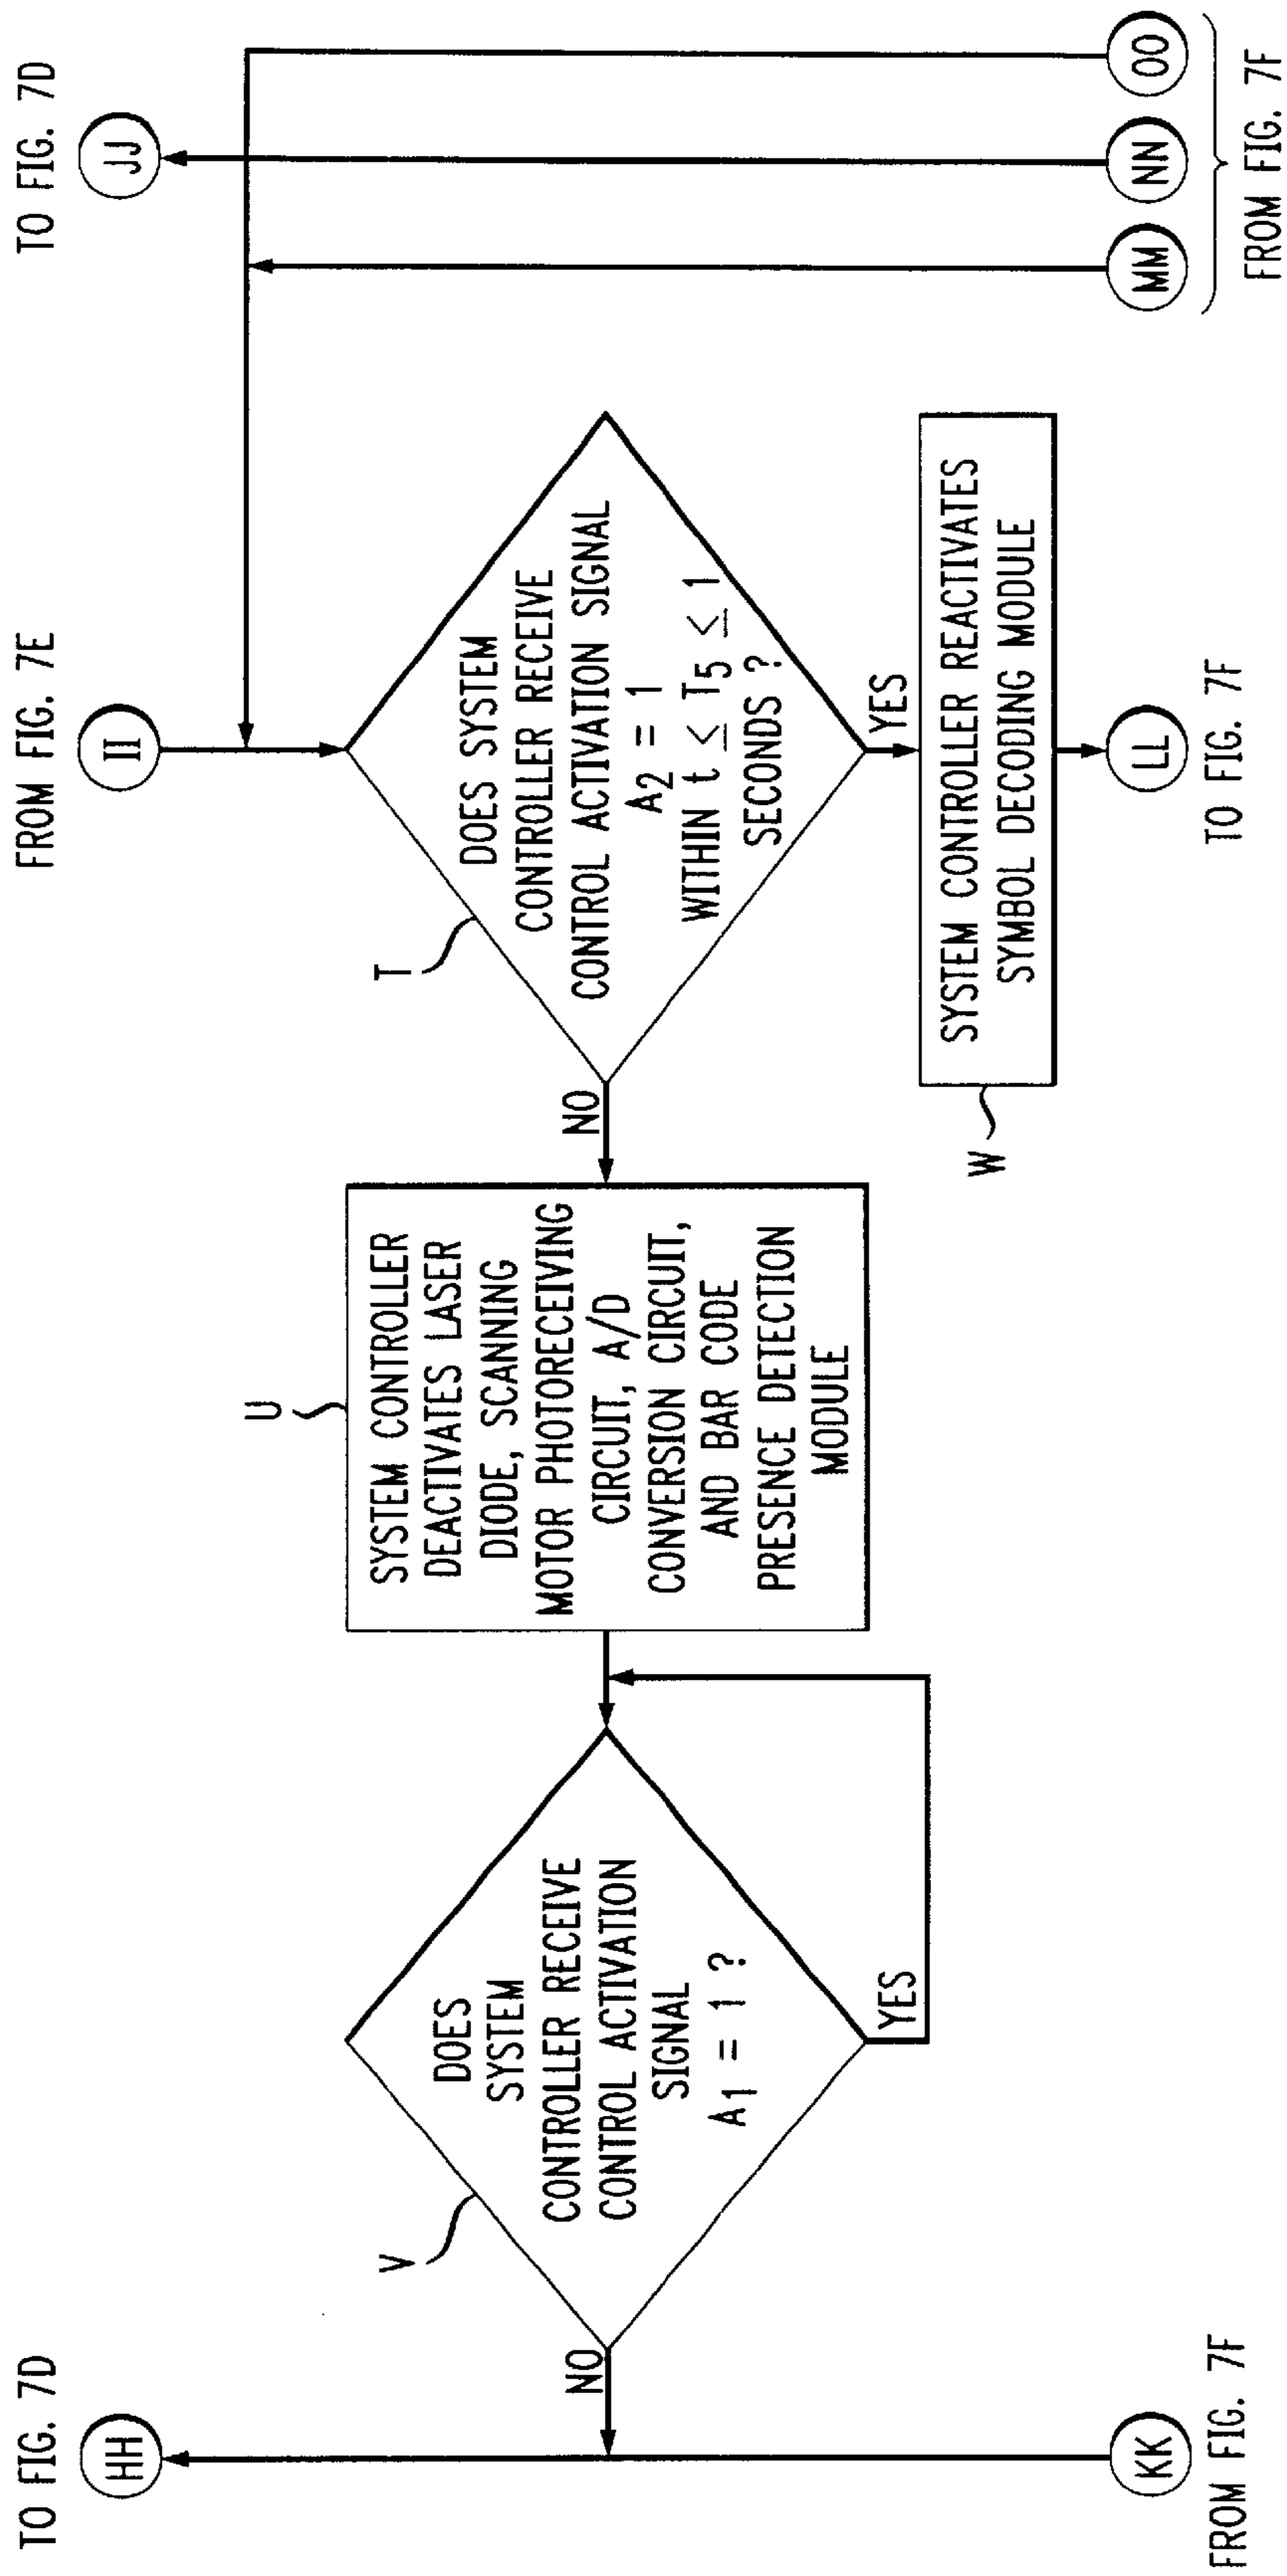 TO FIG. 7D
HH
FROM FIG. 7E
II
TO FIG. 7D
JJ
T
DOES SYSTEM
CONTROLLER RECEIVE
CONTROL ACTIVATION SIGNAL
A2 = 1
WITHIN t ≤ T5 ≤ 1
SECONDS ?
NO
YES
U
SYSTEM CONTROLLER
DEACTIVATES LASER
DIODE, SCANNING
MOTOR PHOTORECEIVING
CIRCUIT, A/D
CONVERSION CIRCUIT,
AND BAR CODE
PRESENCE DETECTION
MODULE
V
DOES
SYSTEM
CONTROLLER RECEIVE
CONTROL ACTIVATION
SIGNAL
A1 = 1 ?
NO
YES
W
SYSTEM CONTROLLER REACTIVATES
SYMBOL DECODING MODULE
KK
FROM FIG. 7F
LL
TO FIG. 7F
MM
NN
OO
FROM FIG. 7F